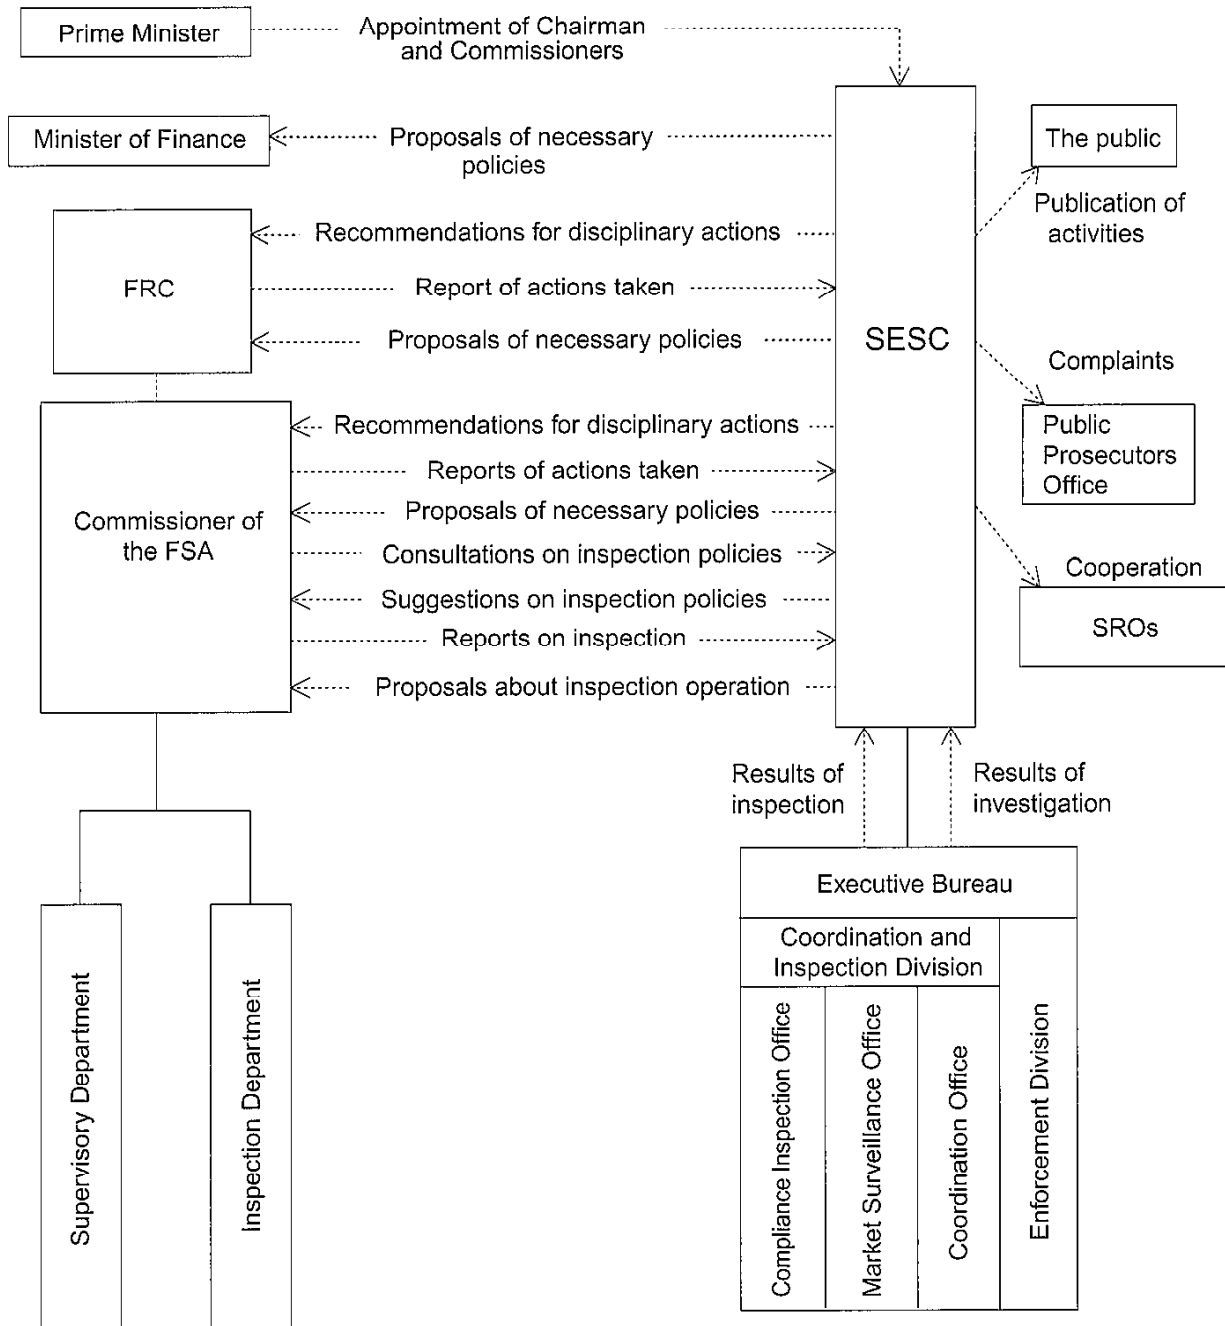 Prime Minister
Appointment of Chairman
and Commissioners
Minister of Finance
Proposals of necessary
policies
The public
Publication of
activities
FRC
Recommendations for disciplinary actions
Report of actions taken
Proposals of necessary policies
SESC
Complaints
Public
Prosecutors
Office
Commissioner of
the FSA
Recommendations for disciplinary actions
Reports of actions taken
Proposals of necessary policies
Consultations on inspection policies
Suggestions on inspection policies
Reports on inspection
Proposals about inspection operation
Cooperation
SROs
Results of
inspection
Results of
investigation
Executive Bureau
Coordination and
Inspection Division
Supervisory Department
Inspection Department
Compliance Inspection Office
Market Surveillance Office
Coordination Office
Enforcement Division